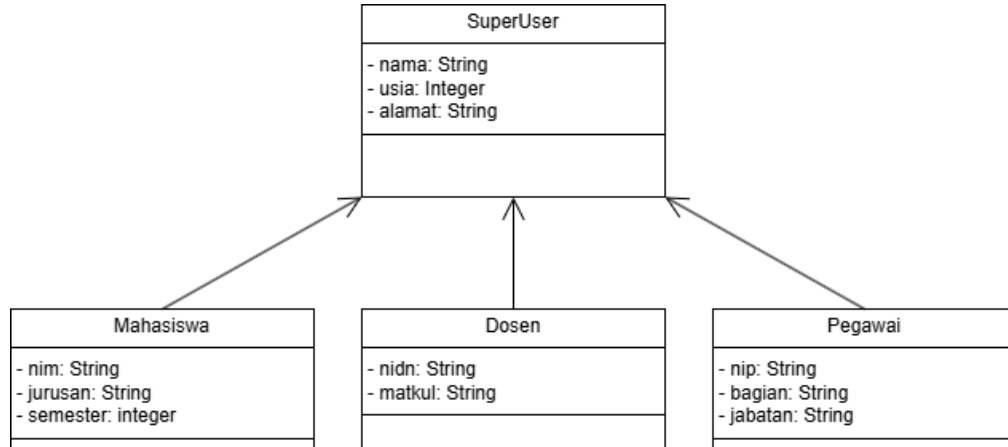 SuperUser
- nama: String
- usia: Integer
- alamat: String
Mahasiswa
- nim: String
- jurusan: String
- semester: integer
Dosen
- nidn: String
- matkul: String
Pegawai
- nip: String
- bagian: String
- jabatan: String